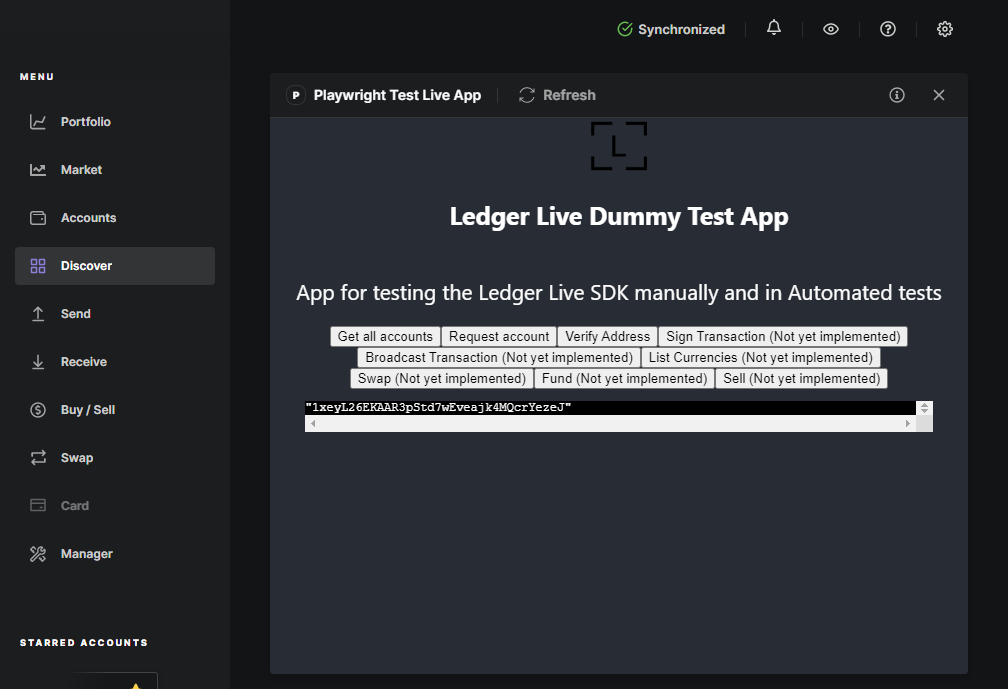 Synchronized
MENU
Portfolio
Market
Accounts
Discover
Send
Receive
Buy / Sell
Swap
Card
Manager
STARRED ACCOUNTS
P Playwright Test Live App Refresh
L
Ledger Live Dummy Test App
App for testing the Ledger Live SDK manually and in Automated tests
Get all accounts Request account Verify Address Sign Transaction (Not yet implemented)
Broadcast Transaction (Not yet implemented) List Currencies (Not yet implemented)
Swap (Not yet implemented) Fund (Not yet implemented) Sell (Not yet implemented)
"1xeyL26EKAAR3pStd7wEveajk4MQcrYezeJ"